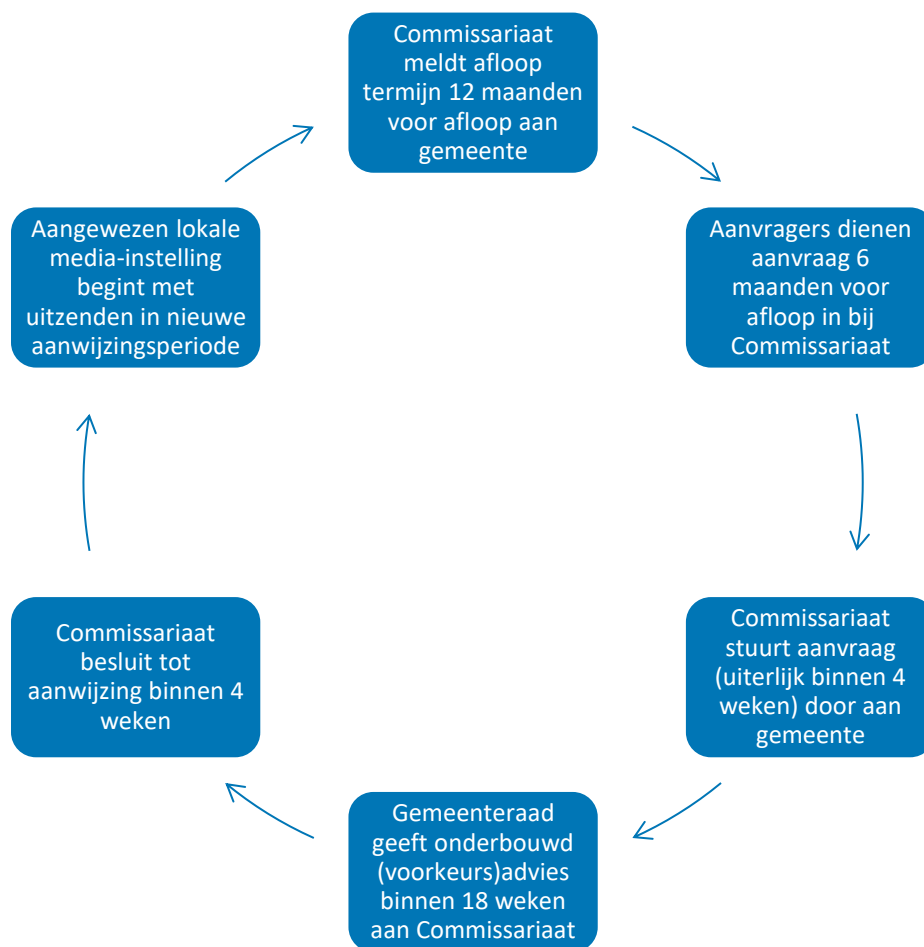 Commissariaat
meldt afloop
termijn 12 maanden
voor afloop aan
gemeente
Aanvragers dienen
aanvraag 6
maanden voor
afloop in bij
Commissariaat
Commissariaat
stuurt aanvraag
(uiterlijk binnen 4
weken) door aan
gemeente
Gemeenteraad
geeft onderbouwd
(voorkeurs)advies
binnen 18 weken
aan Commissariaat
Commissariaat
besluit tot
aanwijzing binnen 4
weken
Aangewezen lokale
media-instelling
begint met
uitzenden in nieuwe
aanwijzingsperiode